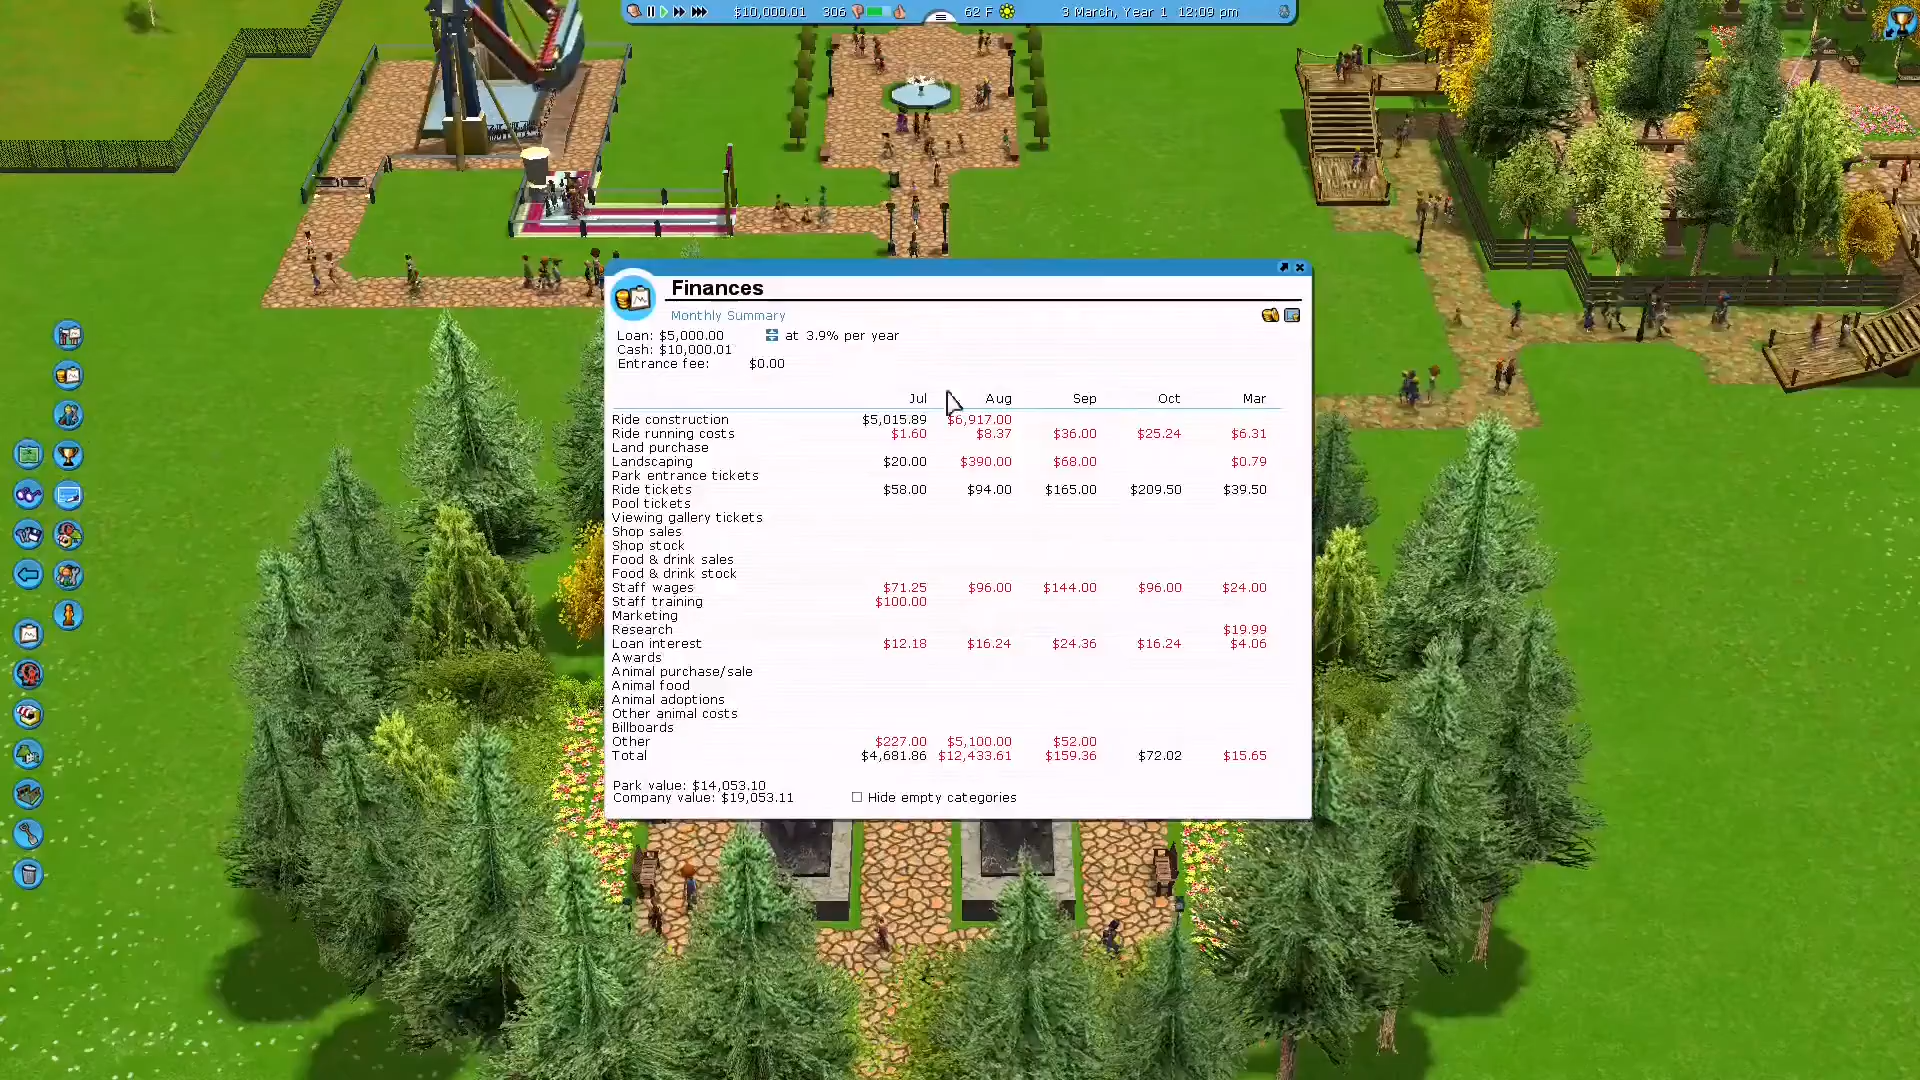 $10,000.01 306 62 F 3 March, Year 1 12:09 pm
Finances
Monthly Summary
Loan: $5,000.00 at 3.9% per year
Cash: $10,000.01
Entrance fee: $0.00
Jul Aug Sep Oct Mar
Ride construction $5,015.89 $6,917.00
Ride running costs $1.60 $8.37 $36.00 $25.24 $6.31
Land purchase
Landscaping $20.00 $390.00 $68.00 $0.79
Park entrance tickets
Ride tickets $58.00 $94.00 $165.00 $209.50 $39.50
Pool tickets
Viewing gallery tickets
Shop sales
Shop stock
Food & drink sales
Food & drink stock
Staff wages $71.25 $96.00 $144.00 $96.00 $24.00
Staff training $100.00
Marketing
Research $19.99
Loan interest $12.18 $16.24 $24.36 $16.24 $4.06
Awards
Animal purchase/sale
Animal food
Animal adoptions
Other animal costs
Billboards
Other $227.00 $5,100.00 $52.00
Total $4,681.86 $12,433.61 $159.36 $72.02 $15.65
Park value: $14,053.10
Company value: $19,053.11 Hide empty categories